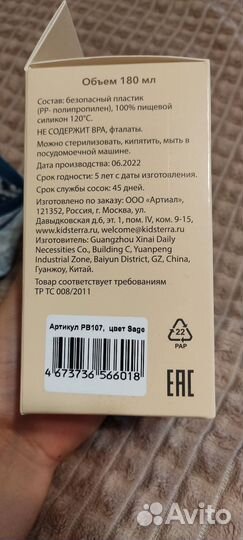 Объем 180 мл
Состав: безопасный пластик
(PP- полипропилен), 100% пищевой
силикон 120°С.
НЕ СОДЕРЖИТ BPA, фталаты.
Можно стерилизовать, кипятить, мыть в
посудомоечной машине.
Дата производства: 06.2022
Срок годности: 5 лет с даты изготовления.
Срок службы сосок: 45 дней.
Изготовлено по заказу: ООО «Артиал»,
121352, Россия, г. Москва, ул.
Давыдковская д.6, эт. 1, пом. IV, ком. 9-15,
www.kidsterra.ru, welcome@kidsterra.ru
Изготовитель: Guangzhou Xinai Daily
Necessities Co., Building C, Yuanpeng
Industrial Zone, Baiyun District, GZ, China,
Гуанжоу, Китай.
Товар соответствует требованиям
ТР ТС 008/2011
Артикул PB107, цвет Sage
4 673736 566018
22
PAP
EAC
Avito